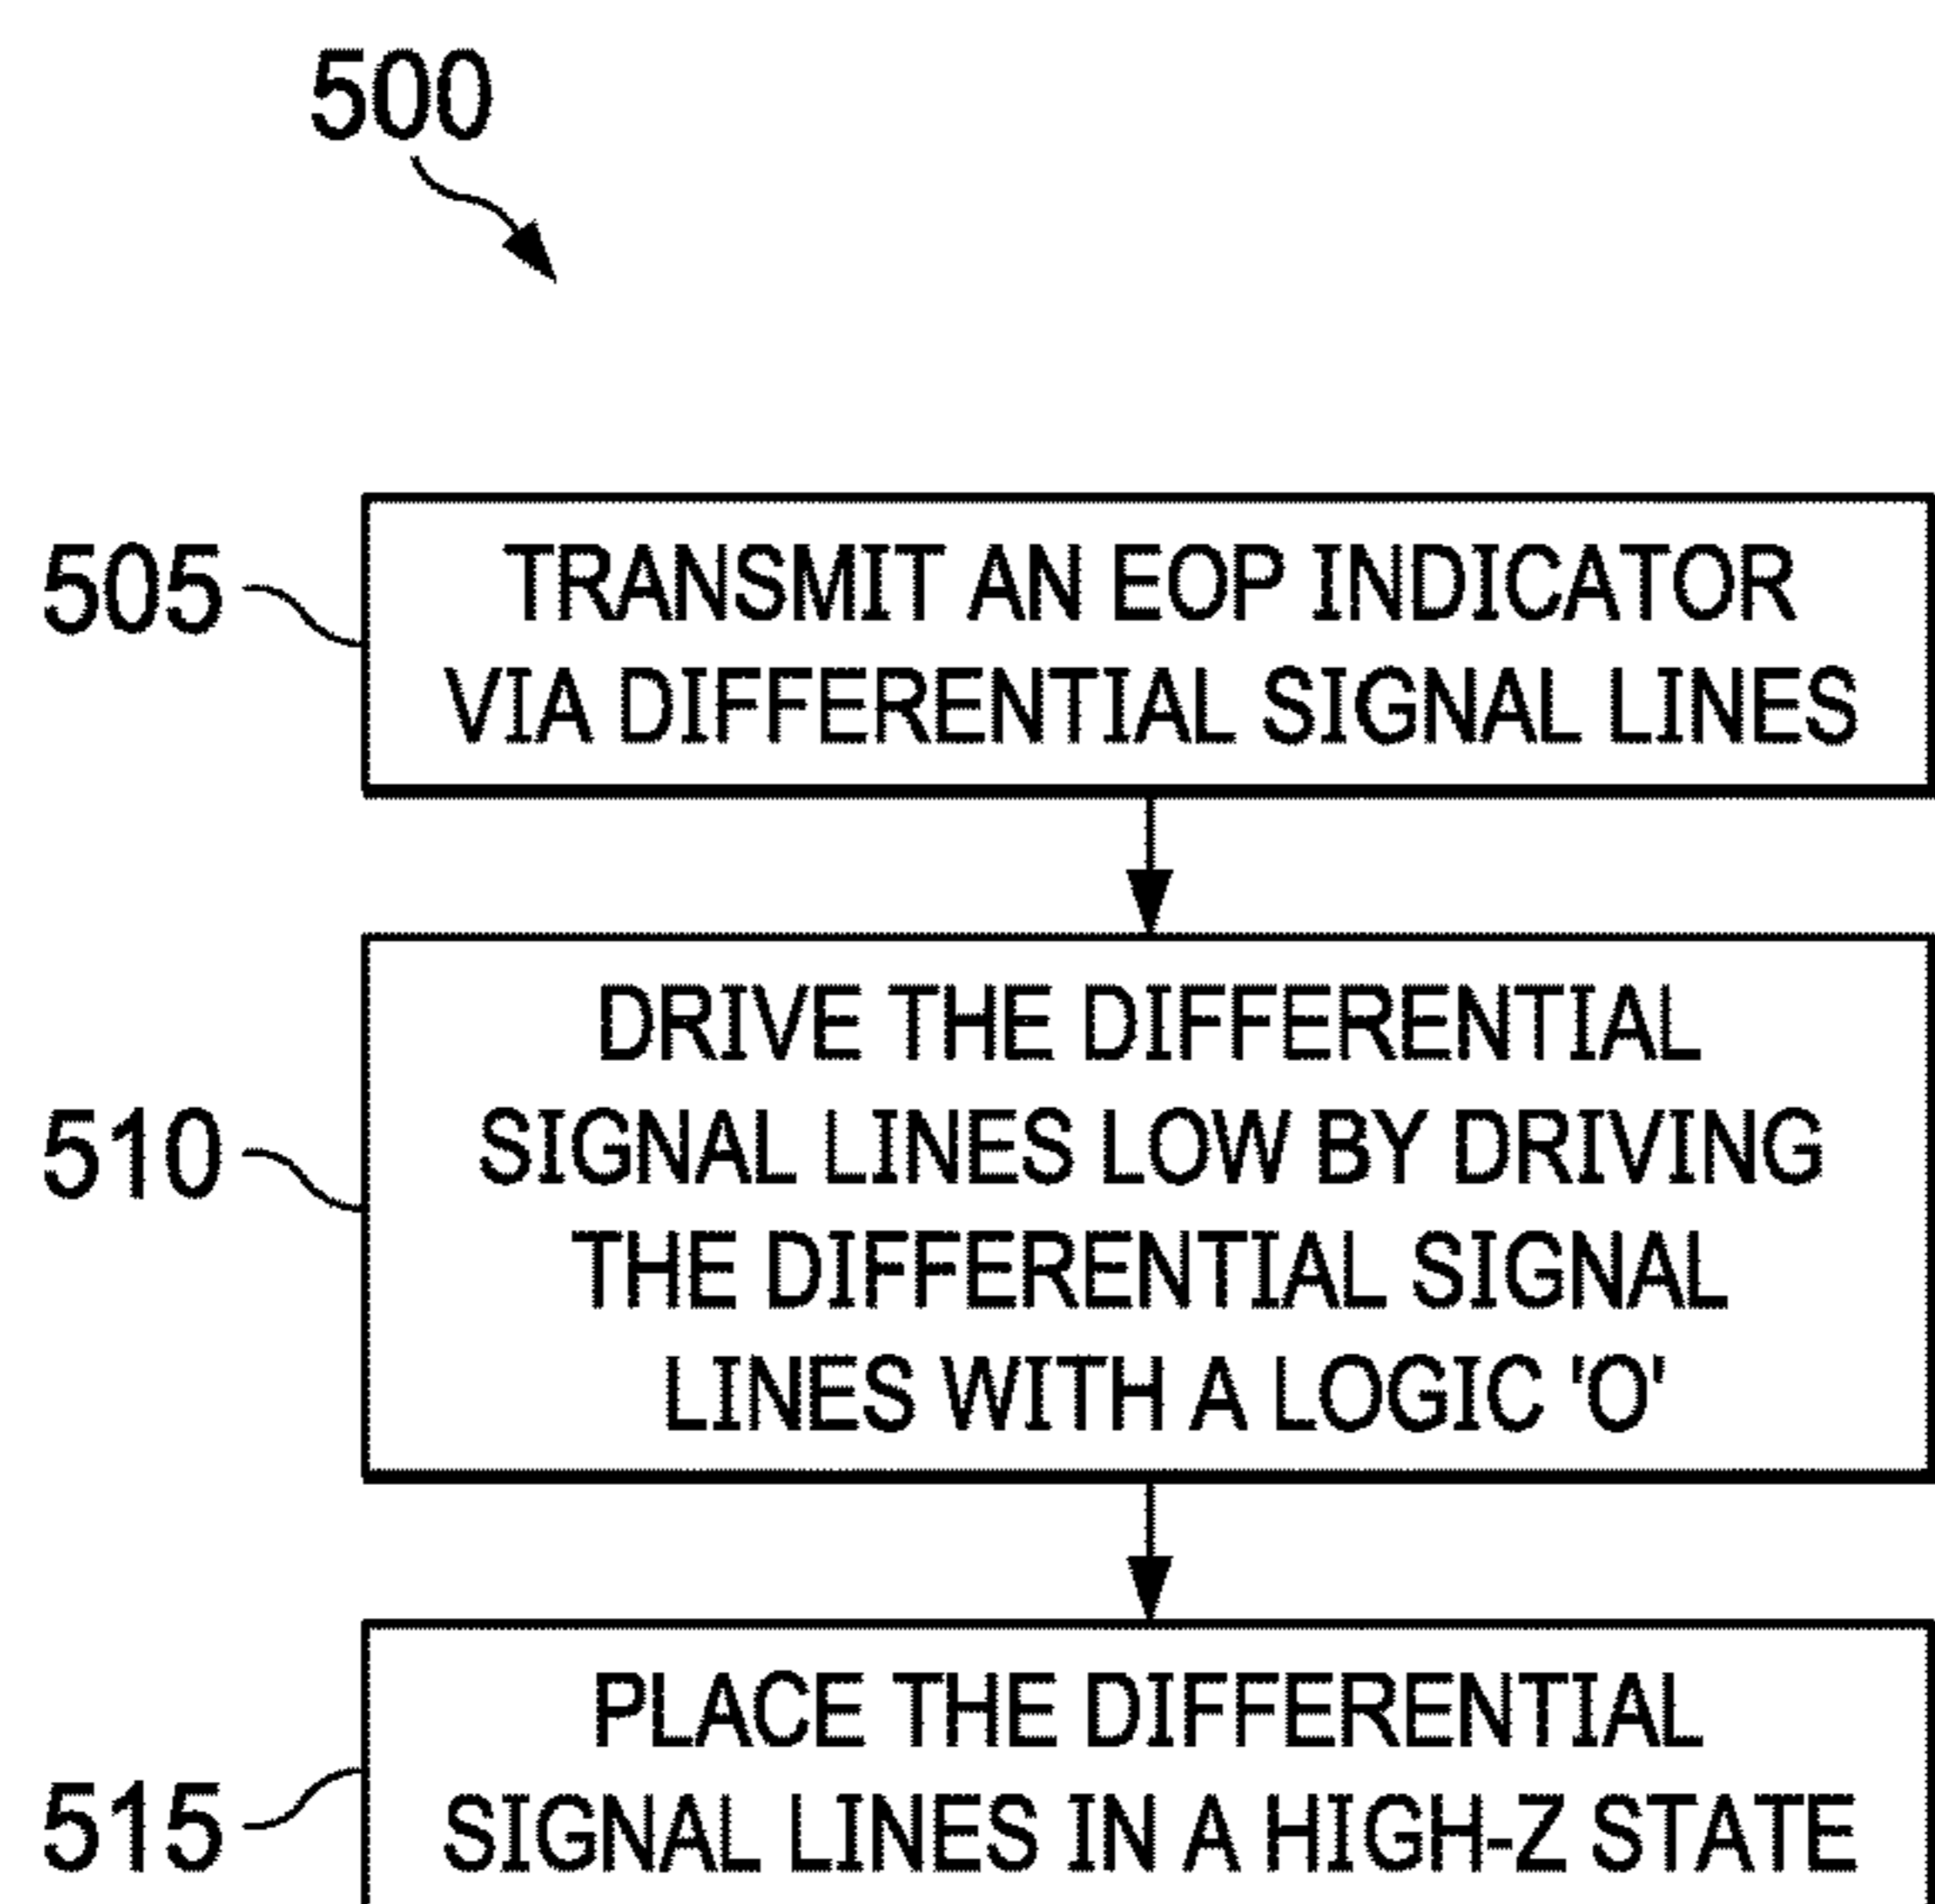 500
505
TRANSMIT AN EOP INDICATOR
VIA DIFFERENTIAL SIGNAL LINES
510
DRIVE THE DIFFERENTIAL
SIGNAL LINES LOW BY DRIVING
THE DIFFERENTIAL SIGNAL
LINES WITH A LOGIC 'O'
515
PLACE THE DIFFERENTIAL
SIGNAL LINES IN A HIGH-Z STATE